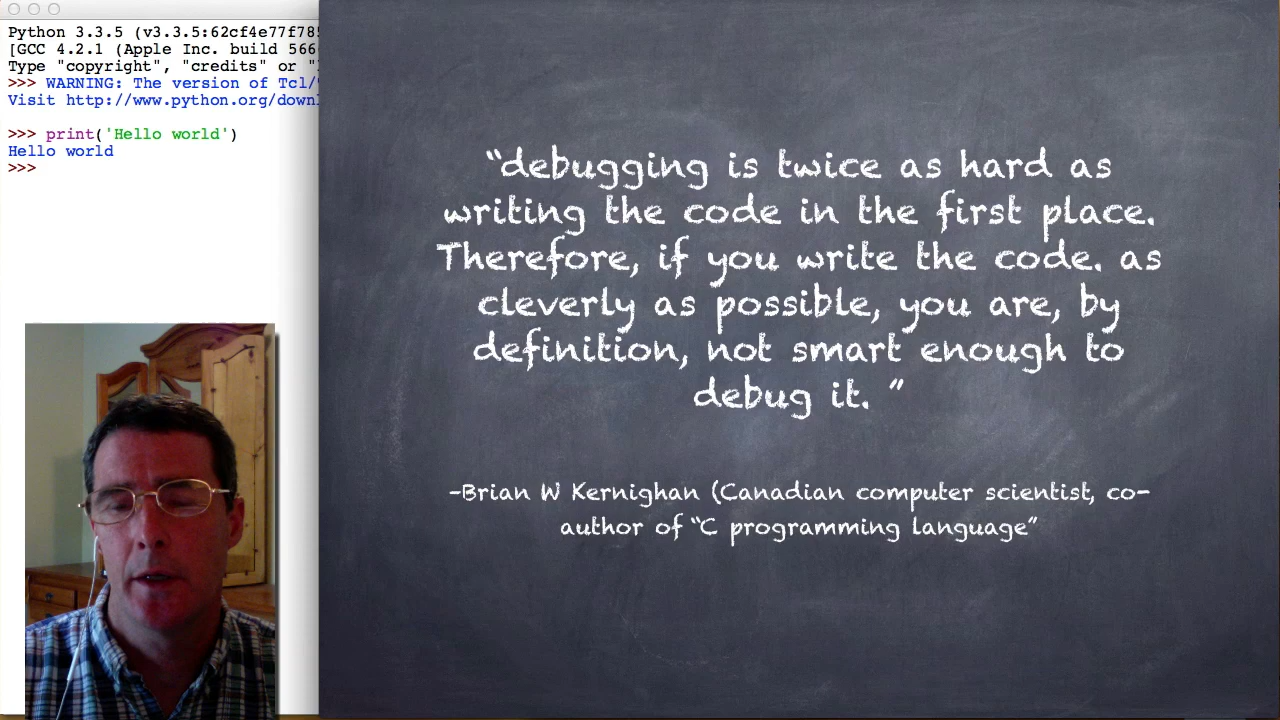 Python 3.3.5 (v3.3.5:62cf4e77f785
[GCC 4.2.1 (Apple Inc. build 566
Type "copyright", "credits" or "
>>> WARNING: The version of Tcl/
Visit http://www.python.org/downl
>>> print('Hello world')
Hello world
>>>
“debugging is twice as hard as
writing the code in the first place.
Therefore, if you write the code. as
cleverly as possible, you are, by
definition, not smart enough to
debug it. ”
-Brian W Kernighan (Canadian computer scientist, co-
author of “C programming language”